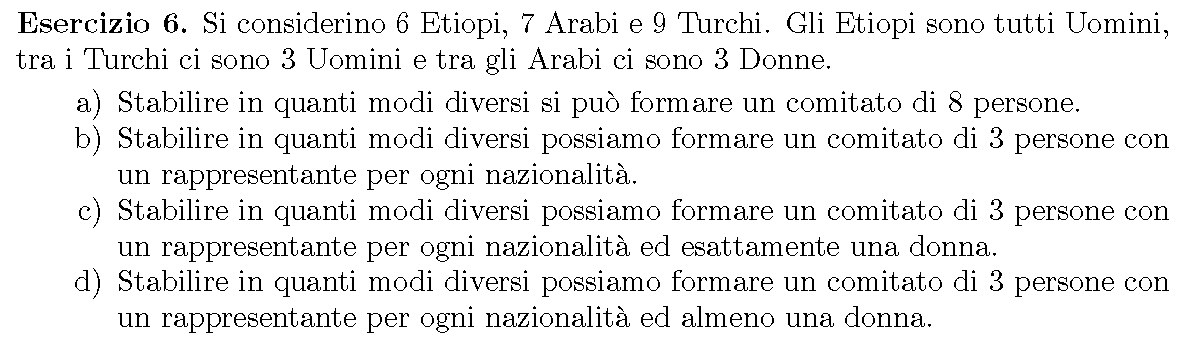 Esercizio 6. Si considerino 6 Etiopi, 7 Arabi e 9 Turchi. Gli Etiopi sono tutti Uomini,
tra i Turchi ci sono 3 Uomini e tra gli Arabi ci sono 3 Donne.
a) Stabilire in quanti modi diversi si può formare un comitato di 8 persone.
b) Stabilire in quanti modi diversi possiamo formare un comitato di 3 persone con
un rappresentante per ogni nazionalità.
c) Stabilire in quanti modi diversi possiamo formare un comitato di 3 persone con
un rappresentante per ogni nazionalità ed esattamente una donna.
d) Stabilire in quanti modi diversi possiamo formare un comitato di 3 persone con
un rappresentante per ogni nazionalità ed almeno una donna.